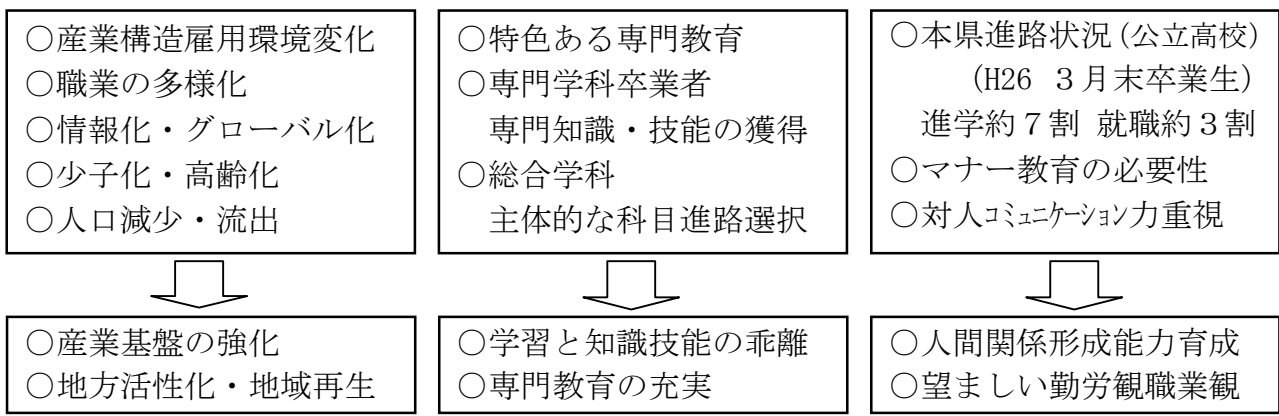 ○産業構造雇用環境変化
○職業の多様化
○情報化・グローバル化
○少子化・高齢化
○人口減少・流出
○特色ある専門教育
○専門学科卒業者
専門知識・技能の獲得
○総合学科
主体的な科目進路選択
○本県進路状況(公立高校)
(H26 3月末卒業生)
進学約7割 就職約3割
○マナー教育の必要性
○対人コミュニケーション力重視
○産業基盤の強化
○地方活性化・地域再生
○学習と知識技能の乖離
○専門教育の充実
○人間関係形成能力育成
○望ましい勤労観職業観